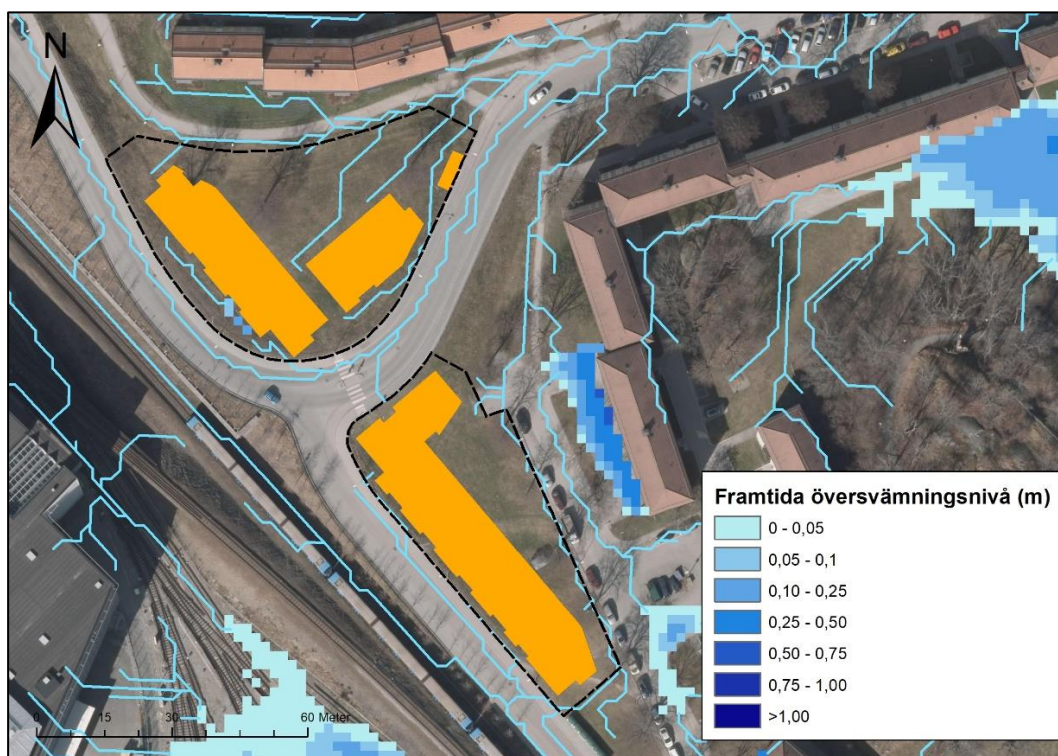 N
Framtida översvämningsnivå (m)
0 - 0,05
0,05 - 0,1
0,10 - 0,25
0,25 - 0,50
0,50 - 0,75
0,75 - 1,00
>1,00
0 15 30 60 Meter